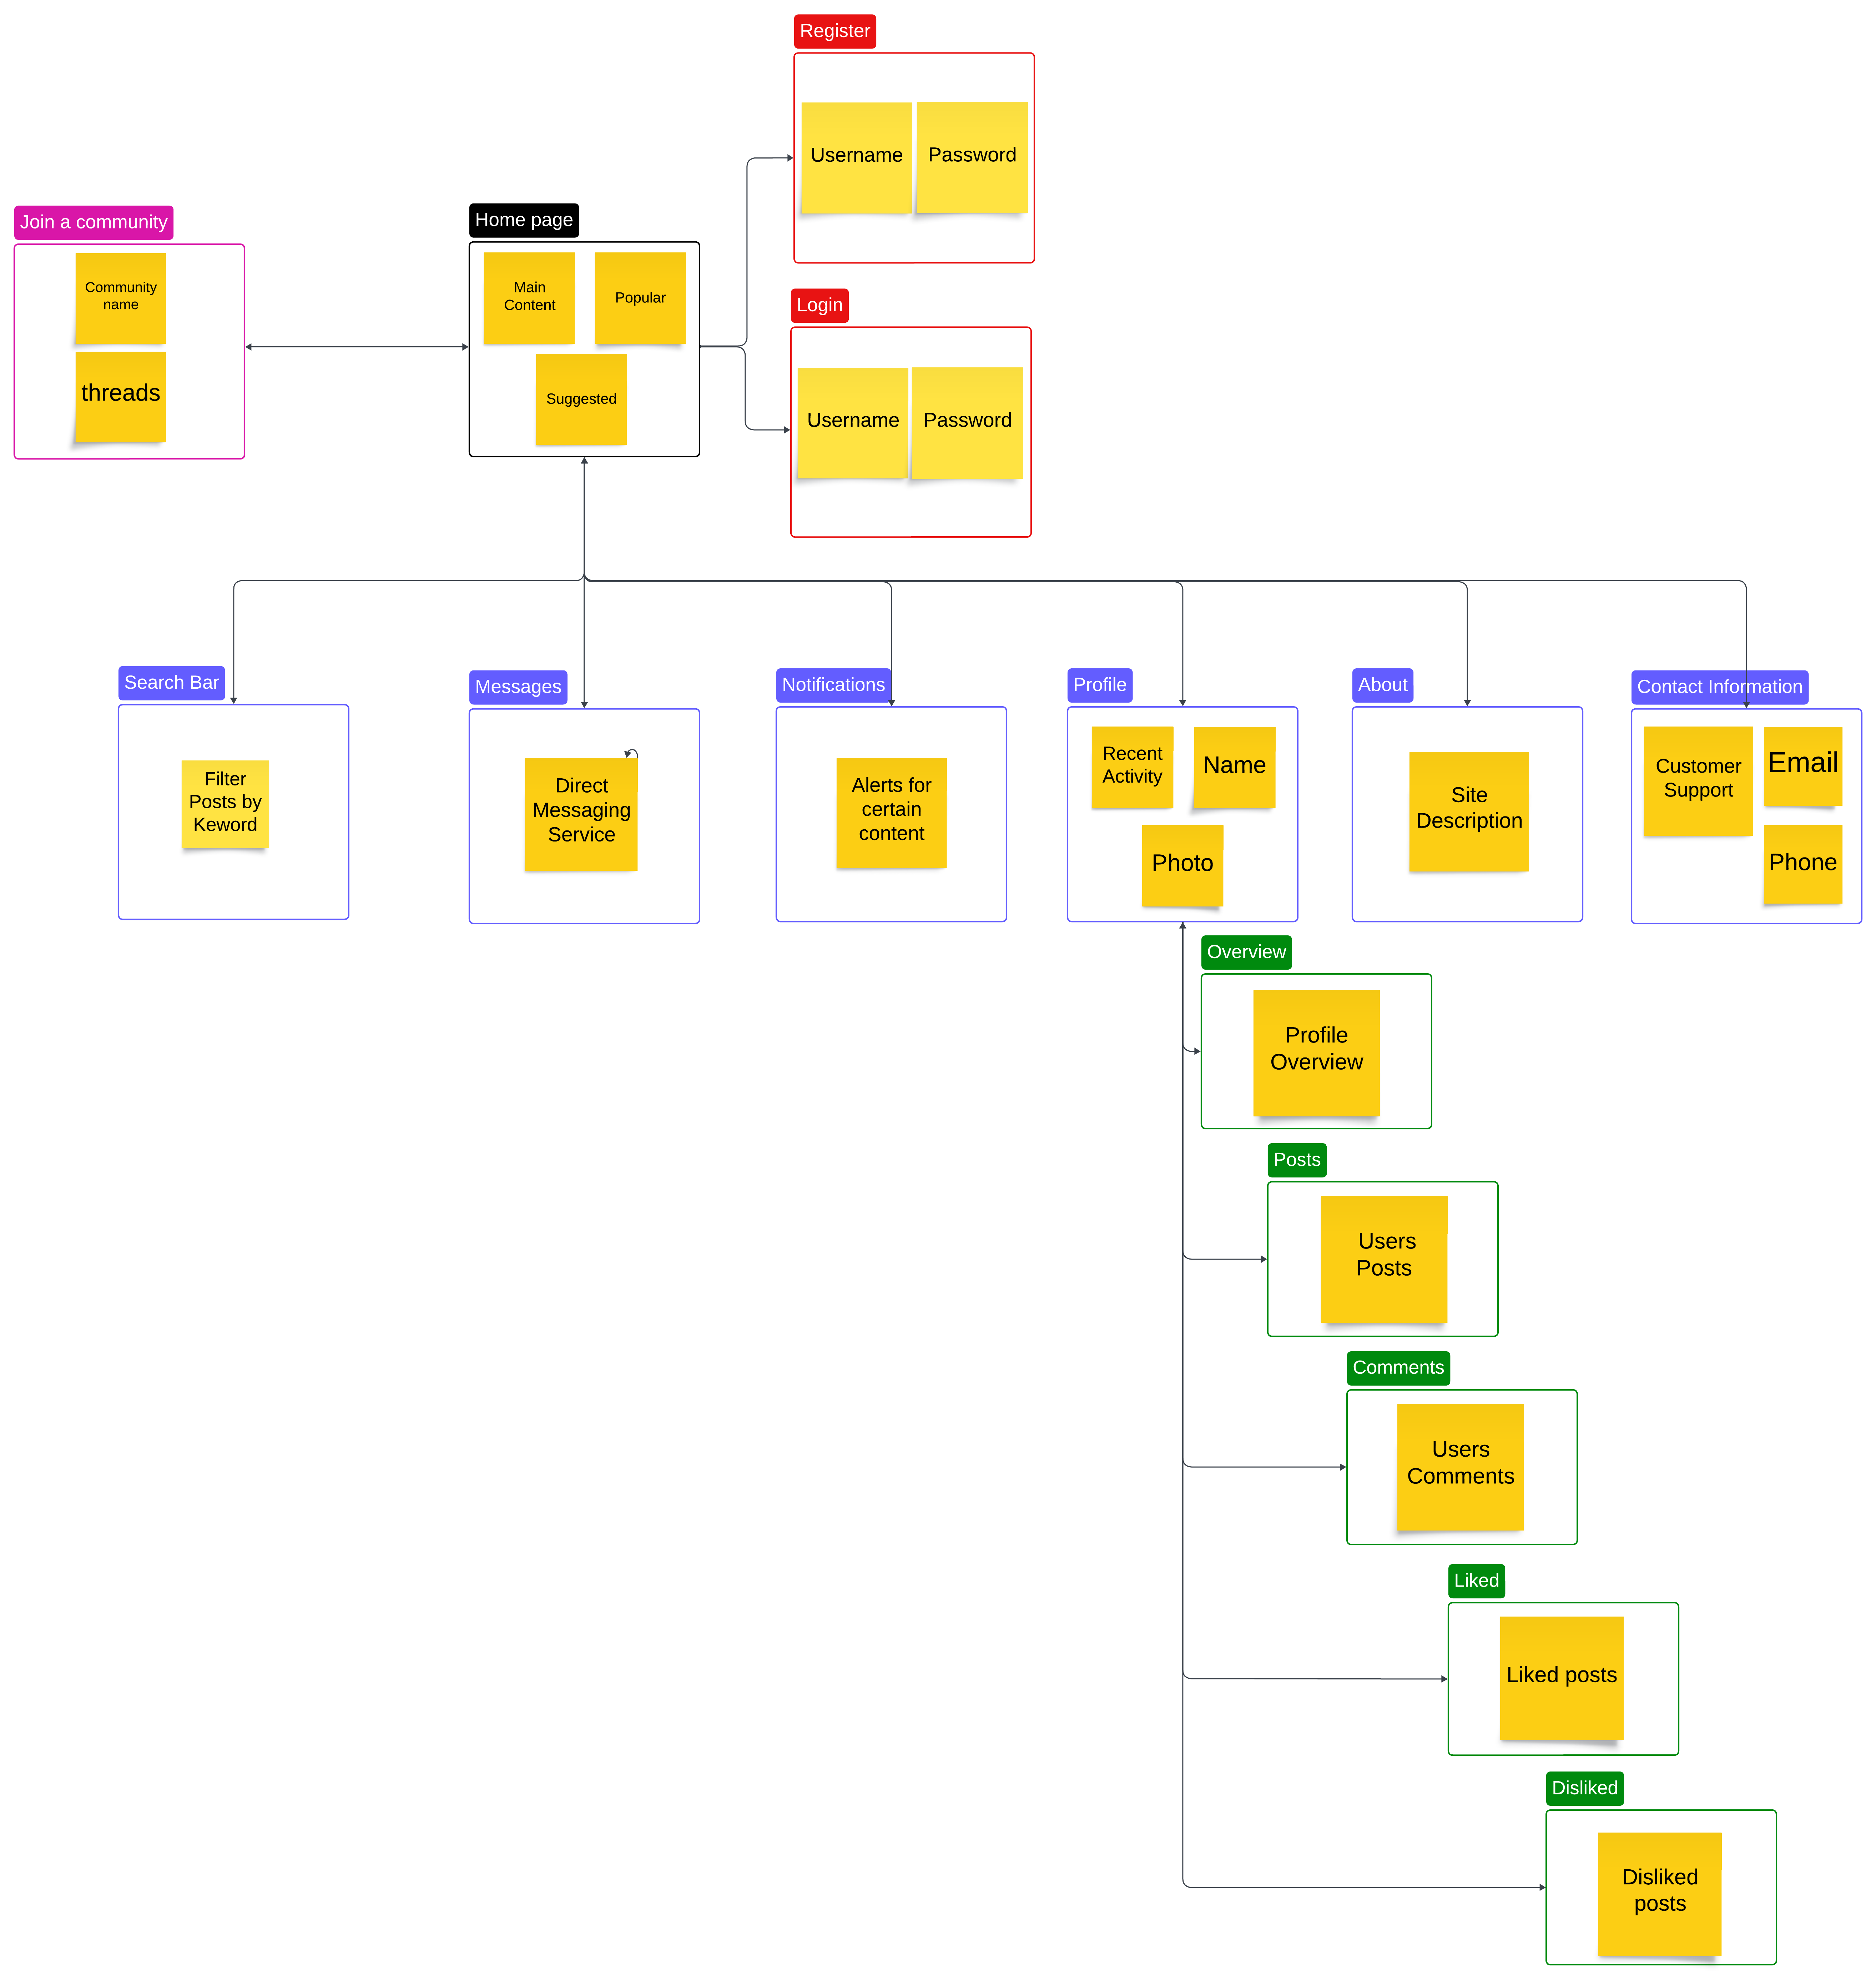 Register
Username
Password
Join a community
Community
name
threads
Home page
Main
Content
Popular
Suggested
Login
Username
Password
Search Bar
Filter
Posts by
Keword
Messages
Direct
Messaging
Service
Notifications
Alerts for
certain
content
Profile
Recent
Activity
Name
Photo
About
Site
Description
Contact Information
Customer
Support
Email
Phone
Overview
Profile
Overview
Posts
Users
Posts
Comments
Users
Comments
Liked
Liked posts
Disliked
Disliked
posts